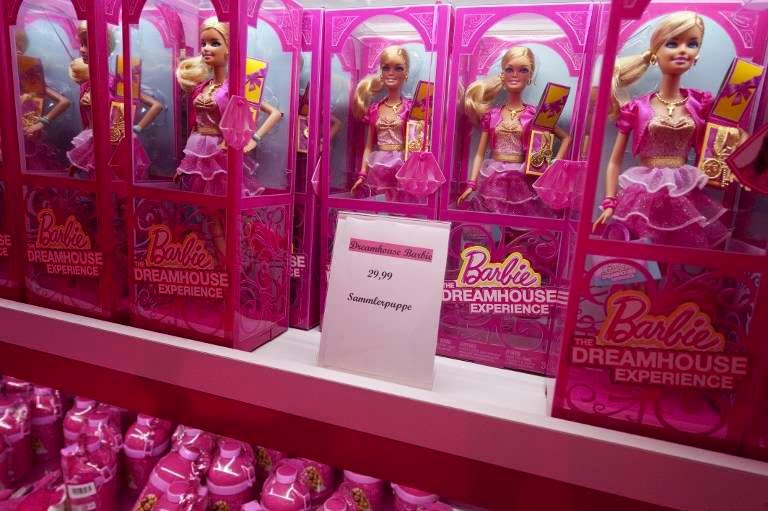 Barbie
DREAMHOUSE
EXPERIENCE
Barbie
THE
DREAMHOUSE
EXPERIENCE
Dreamhouse Barbie
29,99
Sammlerpuppe
Barbie
THE
DREAMHOUSE
EXPERIENCE
Barbie
THE
DREAMHOUSE
EXPERIENCE